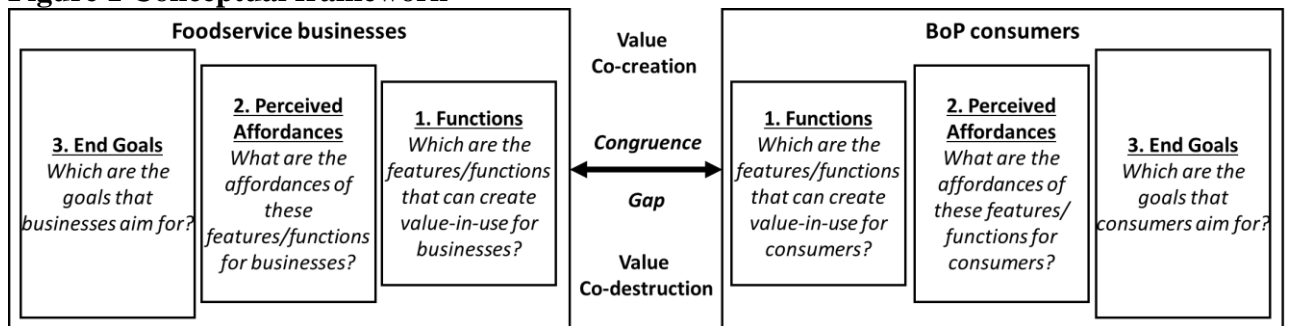 Figure 1 Conceptual framework
Foodservice businesses
3. End Goals
Which are the
goals that
businesses aim for?
2. Perceived
Affordances
What are the
affordances of
these
features/functions
for businesses?
1. Functions
Which are the
features/functions
that can create
value-in-use for
businesses?
Value
Co-creation
Congruence
Gap
Value
Co-destruction
BoP consumers
1. Functions
Which are the
features/functions
that can create
value-in-use for
consumers?
2. Perceived
Affordances
What are the
affordances of
these features/
functions for
consumers?
3. End Goals
Which are the
goals that
consumers aim for?